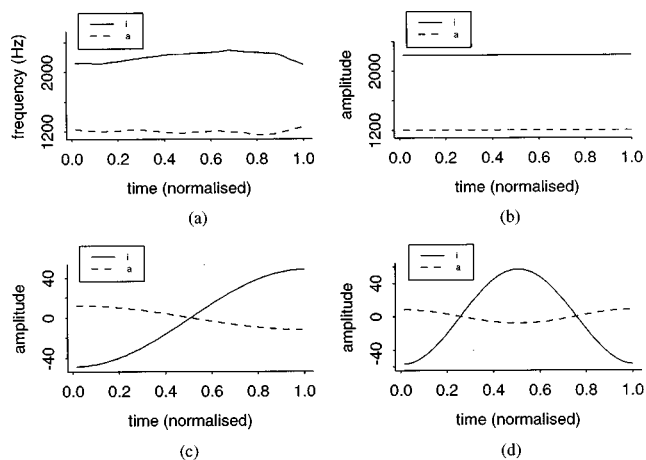 i
a
frequency (Hz)
2000
1200
0.0 0.2 0.4 0.6 0.8 1.0
time (normalised)
(a)
i
a
amplitude
2000
1200
0.0 0.2 0.4 0.6 0.8 1.0
time (normalised)
(b)
i
a
amplitude
40
0
-40
0.0 0.2 0.4 0.6 0.8 1.0
time (normalised)
(c)
i
a
amplitude
40
0
-40
0.0 0.2 0.4 0.6 0.8 1.0
time (normalised)
(d)